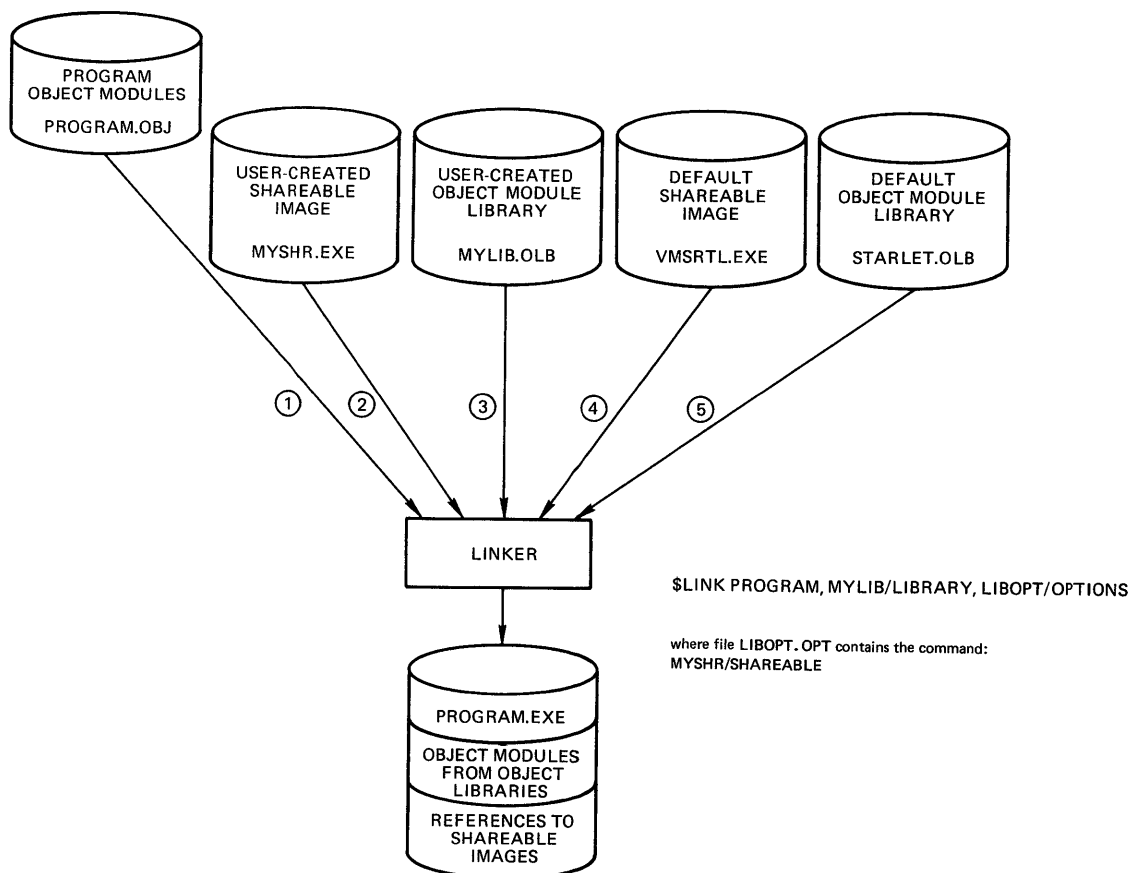 PROGRAM
OBJECT MODULES
PROGRAM.OBJ
USER-CREATED
SHAREABLE
IMAGE
MYSHR.EXE
USER-CREATED
OBJECT MODULE
LIBRARY
MYLIB.OLB
DEFAULT
SHAREABLE
IMAGE
VMSRTL.EXE
DEFAULT
OBJECT MODULE
LIBRARY
STARLET.OLB
1
2
3
4
5
LINKER
$LINK PROGRAM, MYLIB/LIBRARY, LIBOPT/OPTIONS
where file LIBOPT.OPT contains the command:
MYSHR/SHAREABLE
PROGRAM.EXE
OBJECT MODULES
FROM OBJECT
LIBRARIES
REFERENCES TO
SHAREABLE
IMAGES